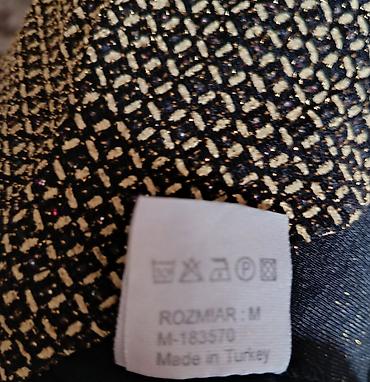 ROZMIAR : M
M-183570
Made in Turkey